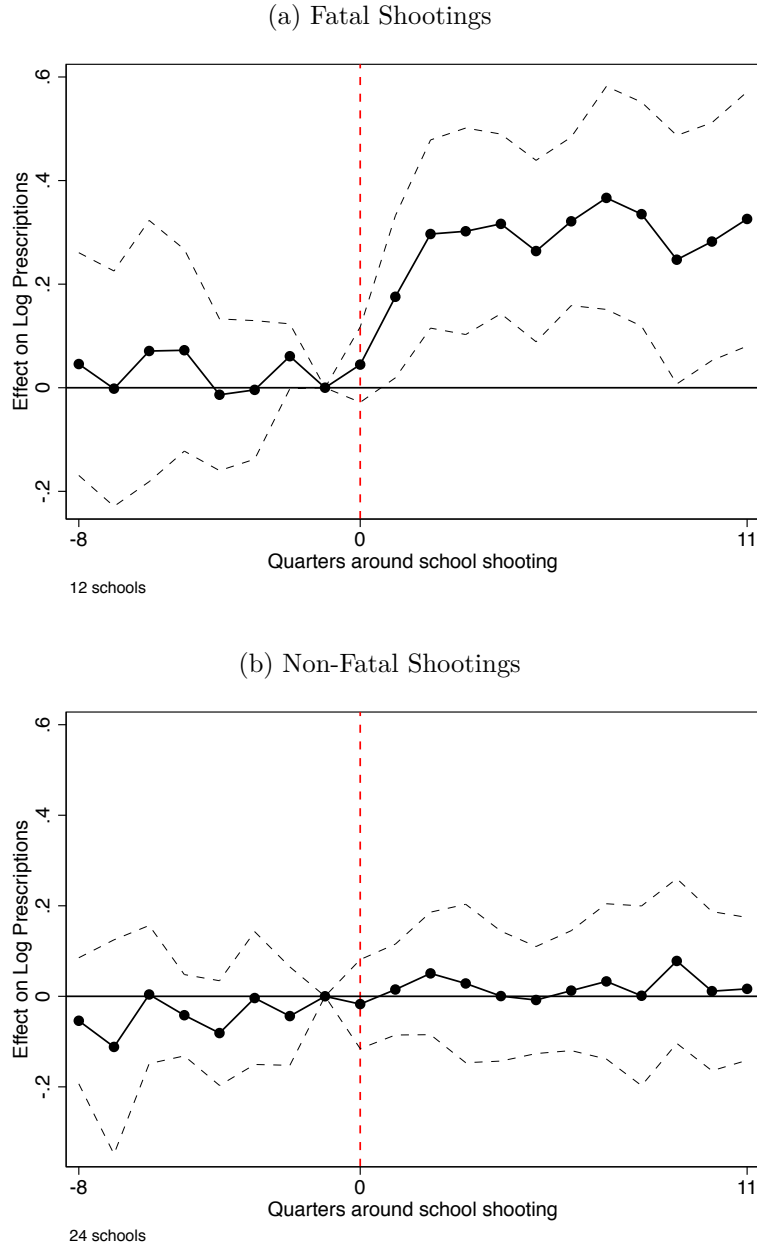 (a) Fatal Shootings
.6
.4
.2
0
-.2
Effect on Log Prescriptions
-8
0
11
Quarters around school shooting
12 schools
(b) Non-Fatal Shootings
.6
.4
.2
0
-.2
Effect on Log Prescriptions
-8
0
11
Quarters around school shooting
24 schools